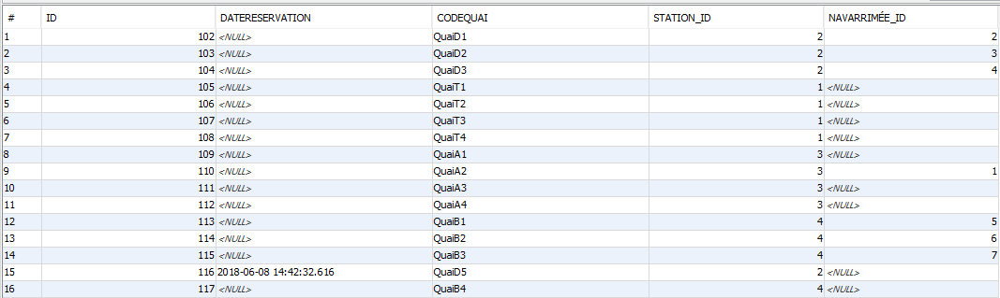 # ID DATERESERVATION CODEQUAI STATION_ID NAVARRIMÉE_ID
1 102 <NULL> QuaiD1 2 2
2 103 <NULL> QuaiD2 2 3
3 104 <NULL> QuaiD3 2 4
4 105 <NULL> QuaiT1 1 <NULL>
5 106 <NULL> QuaiT2 1 <NULL>
6 107 <NULL> QuaiT3 1 <NULL>
7 108 <NULL> QuaiT4 1 <NULL>
8 109 <NULL> QuaiA1 3 <NULL>
9 110 <NULL> QuaiA2 3 1
10 111 <NULL> QuaiA3 3 <NULL>
11 112 <NULL> QuaiA4 3 <NULL>
12 113 <NULL> QuaiB1 4 5
13 114 <NULL> QuaiB2 4 6
14 115 <NULL> QuaiB3 4 7
15 116 2018-06-08 14:42:32.616 QuaiD5 2 <NULL>
16 117 <NULL> QuaiB4 4 <NULL>